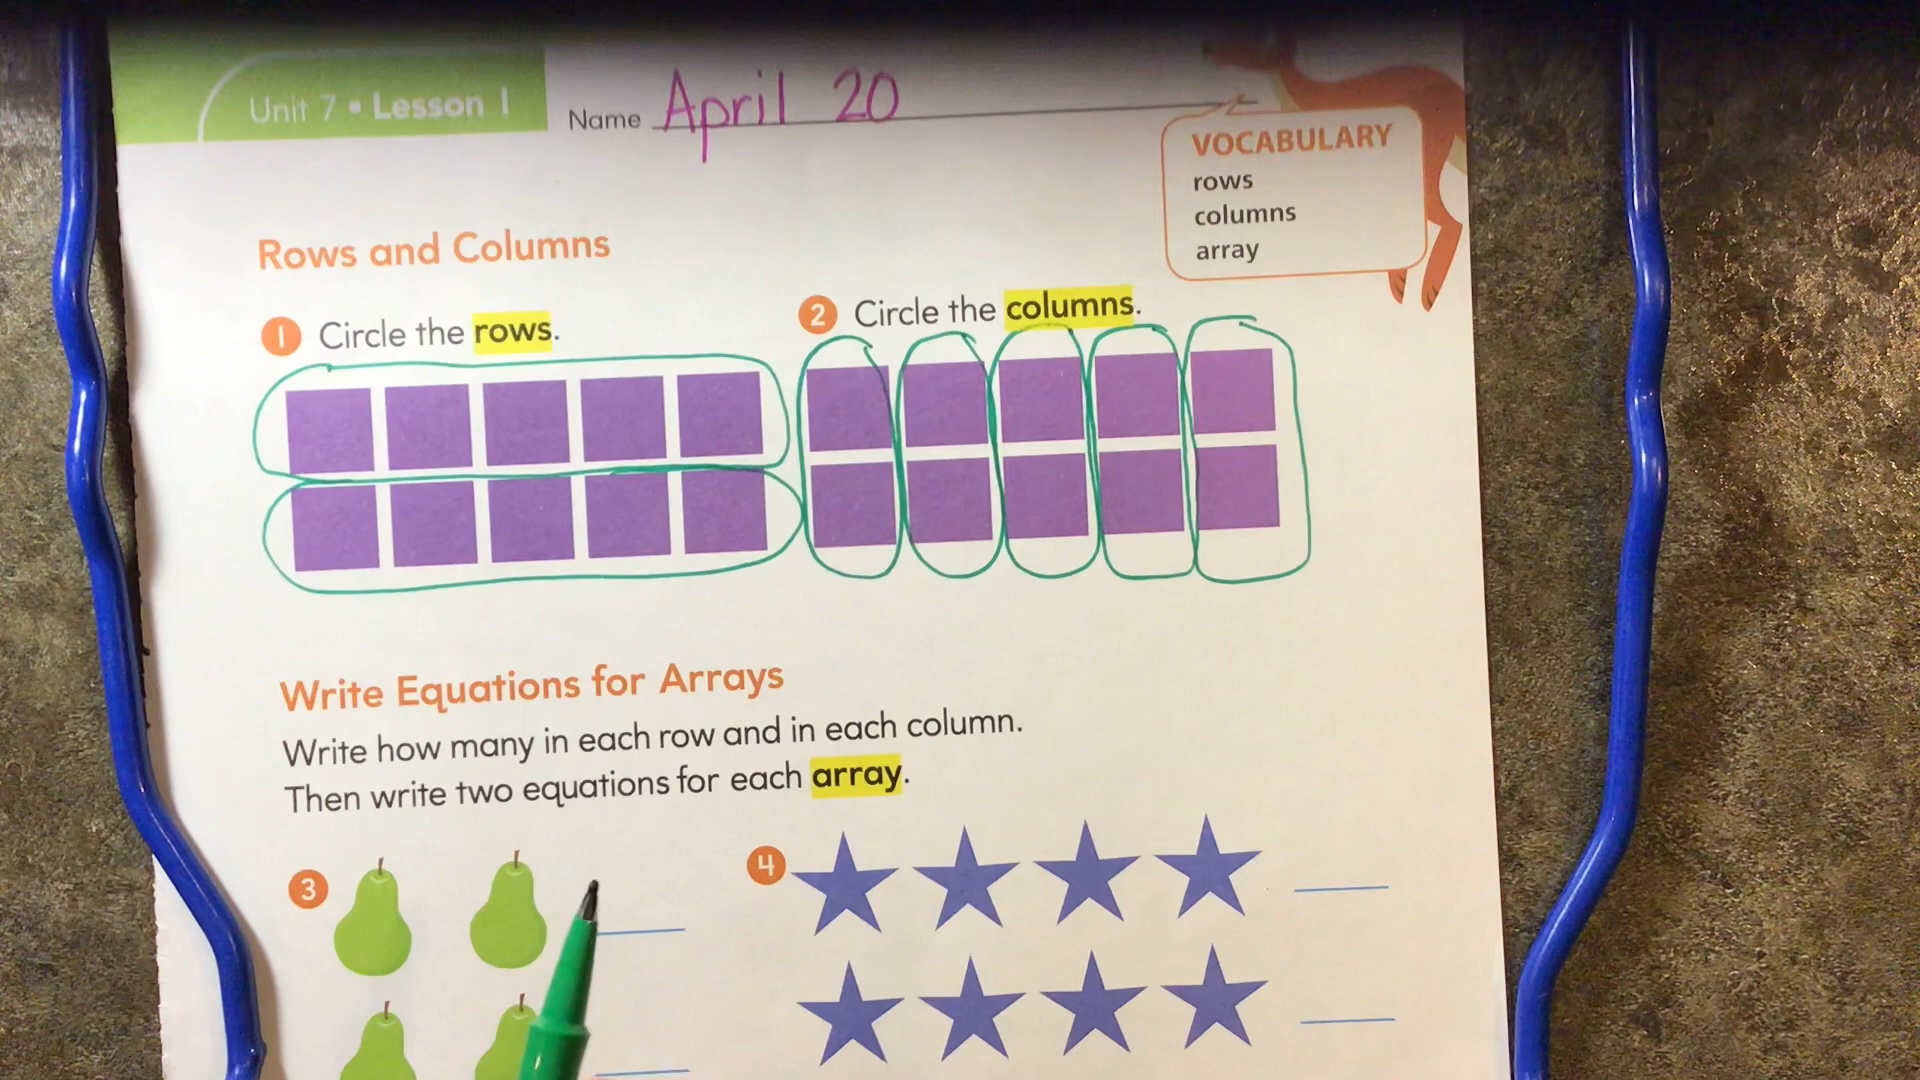 Unit 7 • Lesson 1
Name April 20
VOCABULARY
rows
columns
array
Rows and Columns
1 Circle the rows.
2 Circle the columns.
Write Equations for Arrays
Write how many in each row and in each column.
Then write two equations for each array.
3
4